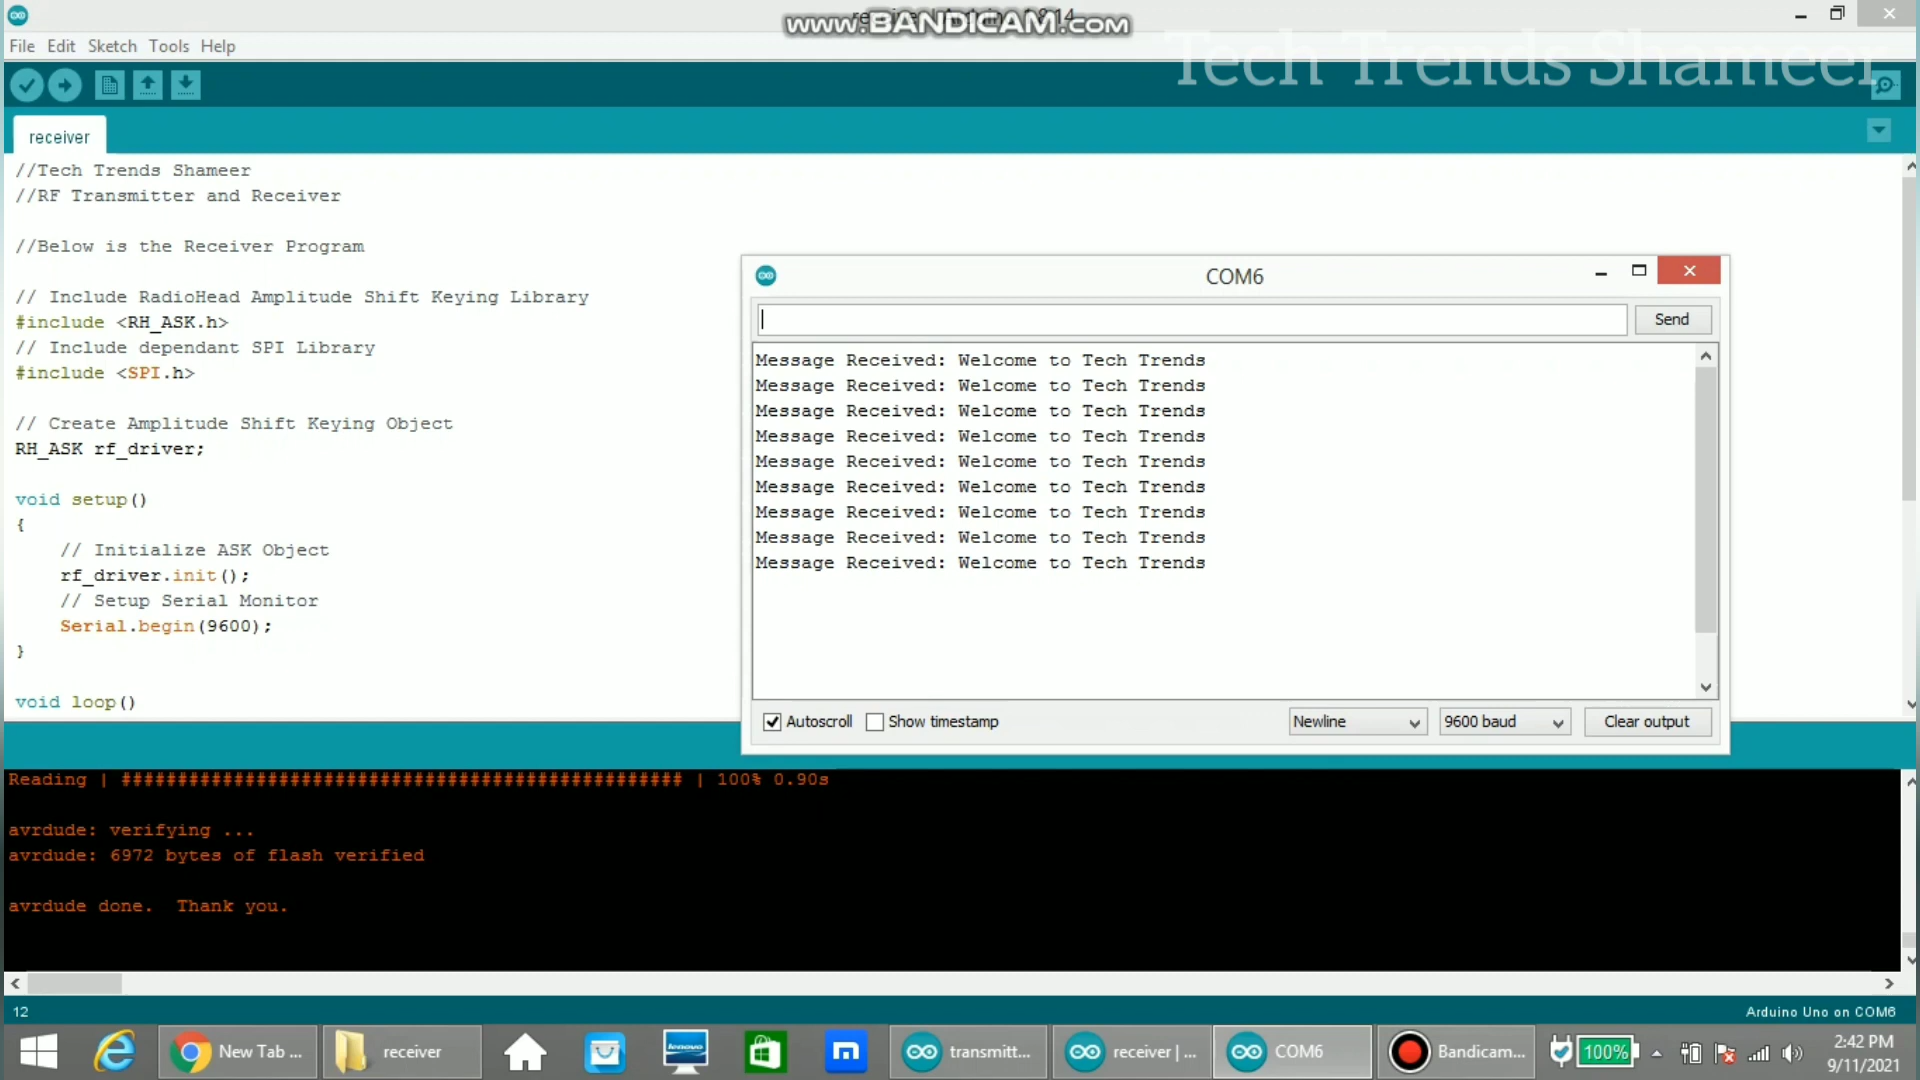 www.BANDICAM.com
File Edit Sketch Tools Help
Tech Trends Shameer
receiver
//Tech Trends Shameer
//RF Transmitter and Receiver
//Below is the Receiver Program
// Include RadioHead Amplitude Shift Keying Library
#include <RH_ASK.h>
// Include dependant SPI Library
#include <SPI.h>
// Create Amplitude Shift Keying Object
RH_ASK rf_driver;
void setup()
{
// Initialize ASK Object
rf_driver.init();
// Setup Serial Monitor
Serial.begin(9600);
}
void loop()
COM6
Send
Message Received: Welcome to Tech Trends
Message Received: Welcome to Tech Trends
Message Received: Welcome to Tech Trends
Message Received: Welcome to Tech Trends
Message Received: Welcome to Tech Trends
Message Received: Welcome to Tech Trends
Message Received: Welcome to Tech Trends
Message Received: Welcome to Tech Trends
Message Received: Welcome to Tech Trends
Autoscroll Show timestamp Newline 9600 baud Clear output
Reading | ################################################## | 100% 0.90s
avrdude: verifying ...
avrdude: 6972 bytes of flash verified
avrdude done.  Thank you.
12 Arduino Uno on COM6
New Tab ... receiver lenovo transmitt... receiver | ... COM6 Bandicam... 100% 2:42 PM
9/11/2021